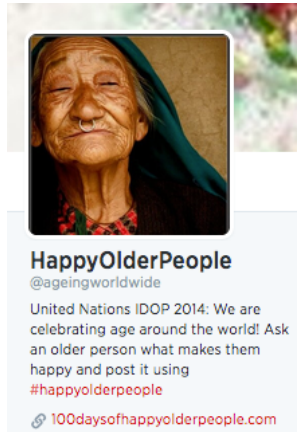 HappyOlderPeople
@ageingworldwide
United Nations IDOP 2014: We are
celebrating age around the world! Ask
an older person what makes them
happy and post it using
#happyolderpeople
100daysofhappyolderpeople.com